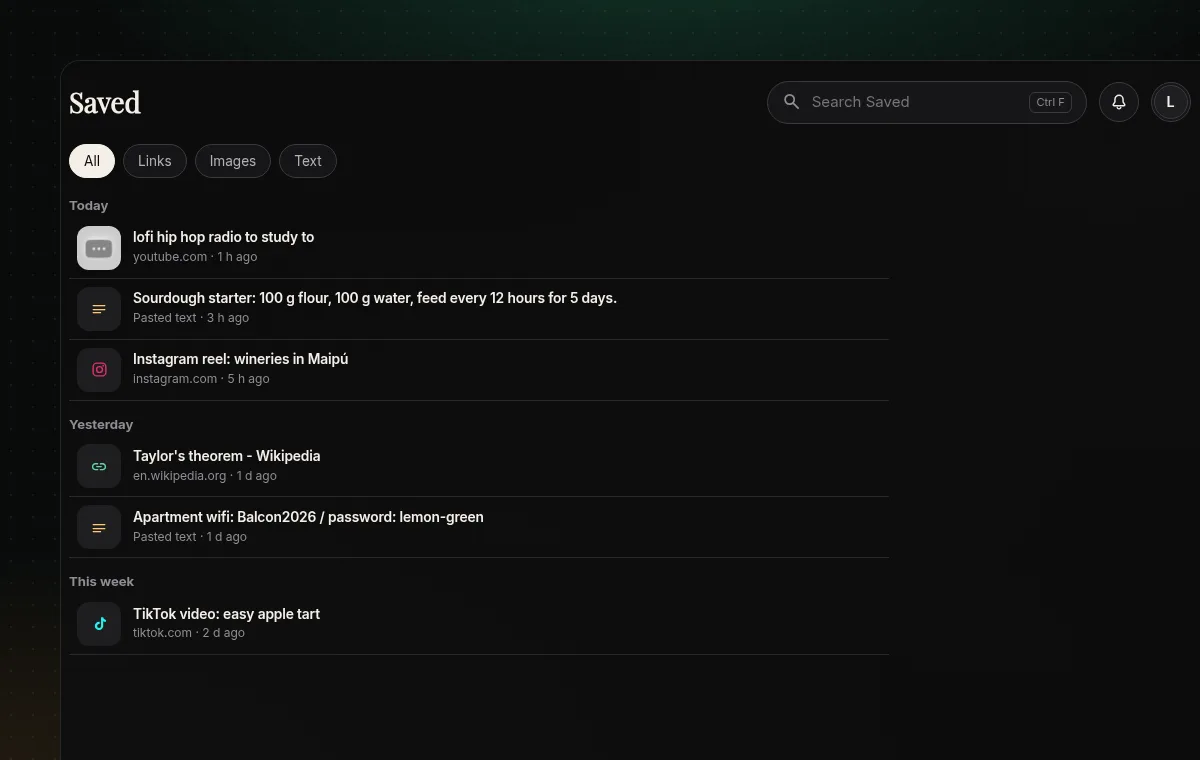 Saved
Search Saved
Ctrl F
L
All
Links
Images
Text
Today
lofi hip hop radio to study to
youtube.com · 1 h ago
Sourdough starter: 100 g flour, 100 g water, feed every 12 hours for 5 days.
Pasted text · 3 h ago
Instagram reel: wineries in Maipú
instagram.com · 5 h ago
Yesterday
Taylor's theorem - Wikipedia
en.wikipedia.org · 1 d ago
Apartment wifi: Balcon2026 / password: lemon-green
Pasted text · 1 d ago
This week
TikTok video: easy apple tart
tiktok.com · 2 d ago